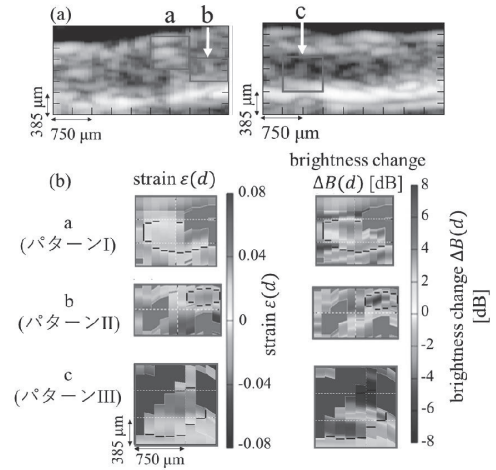 (a)
a
b
c
385 μm
750 μm
385 μm
750 μm
(b)
strain ε(d)
brightness change
ΔB(d) [dB]
a
(パターンI)
b
(パターンII)
c
(パターンIII)
0.08
0.04
0
-0.04
-0.08
strain ε(d)
8
6
4
2
0
-2
-4
-6
-8
brightness change ΔB(d)
[dB]
385 μm
750 μm